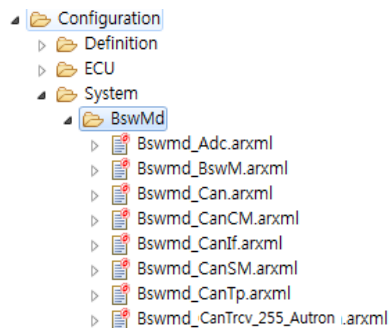 Configuration
Definition
ECU
System
BswMd
Bswmd_Adc.arxml
Bswmd_BswM.arxml
Bswmd_Can.arxml
Bswmd_CanCM.arxml
Bswmd_CanIf.arxml
Bswmd_CanSM.arxml
Bswmd_CanTp.arxml
Bswmd_CanTrcv_255_Autron .arxml